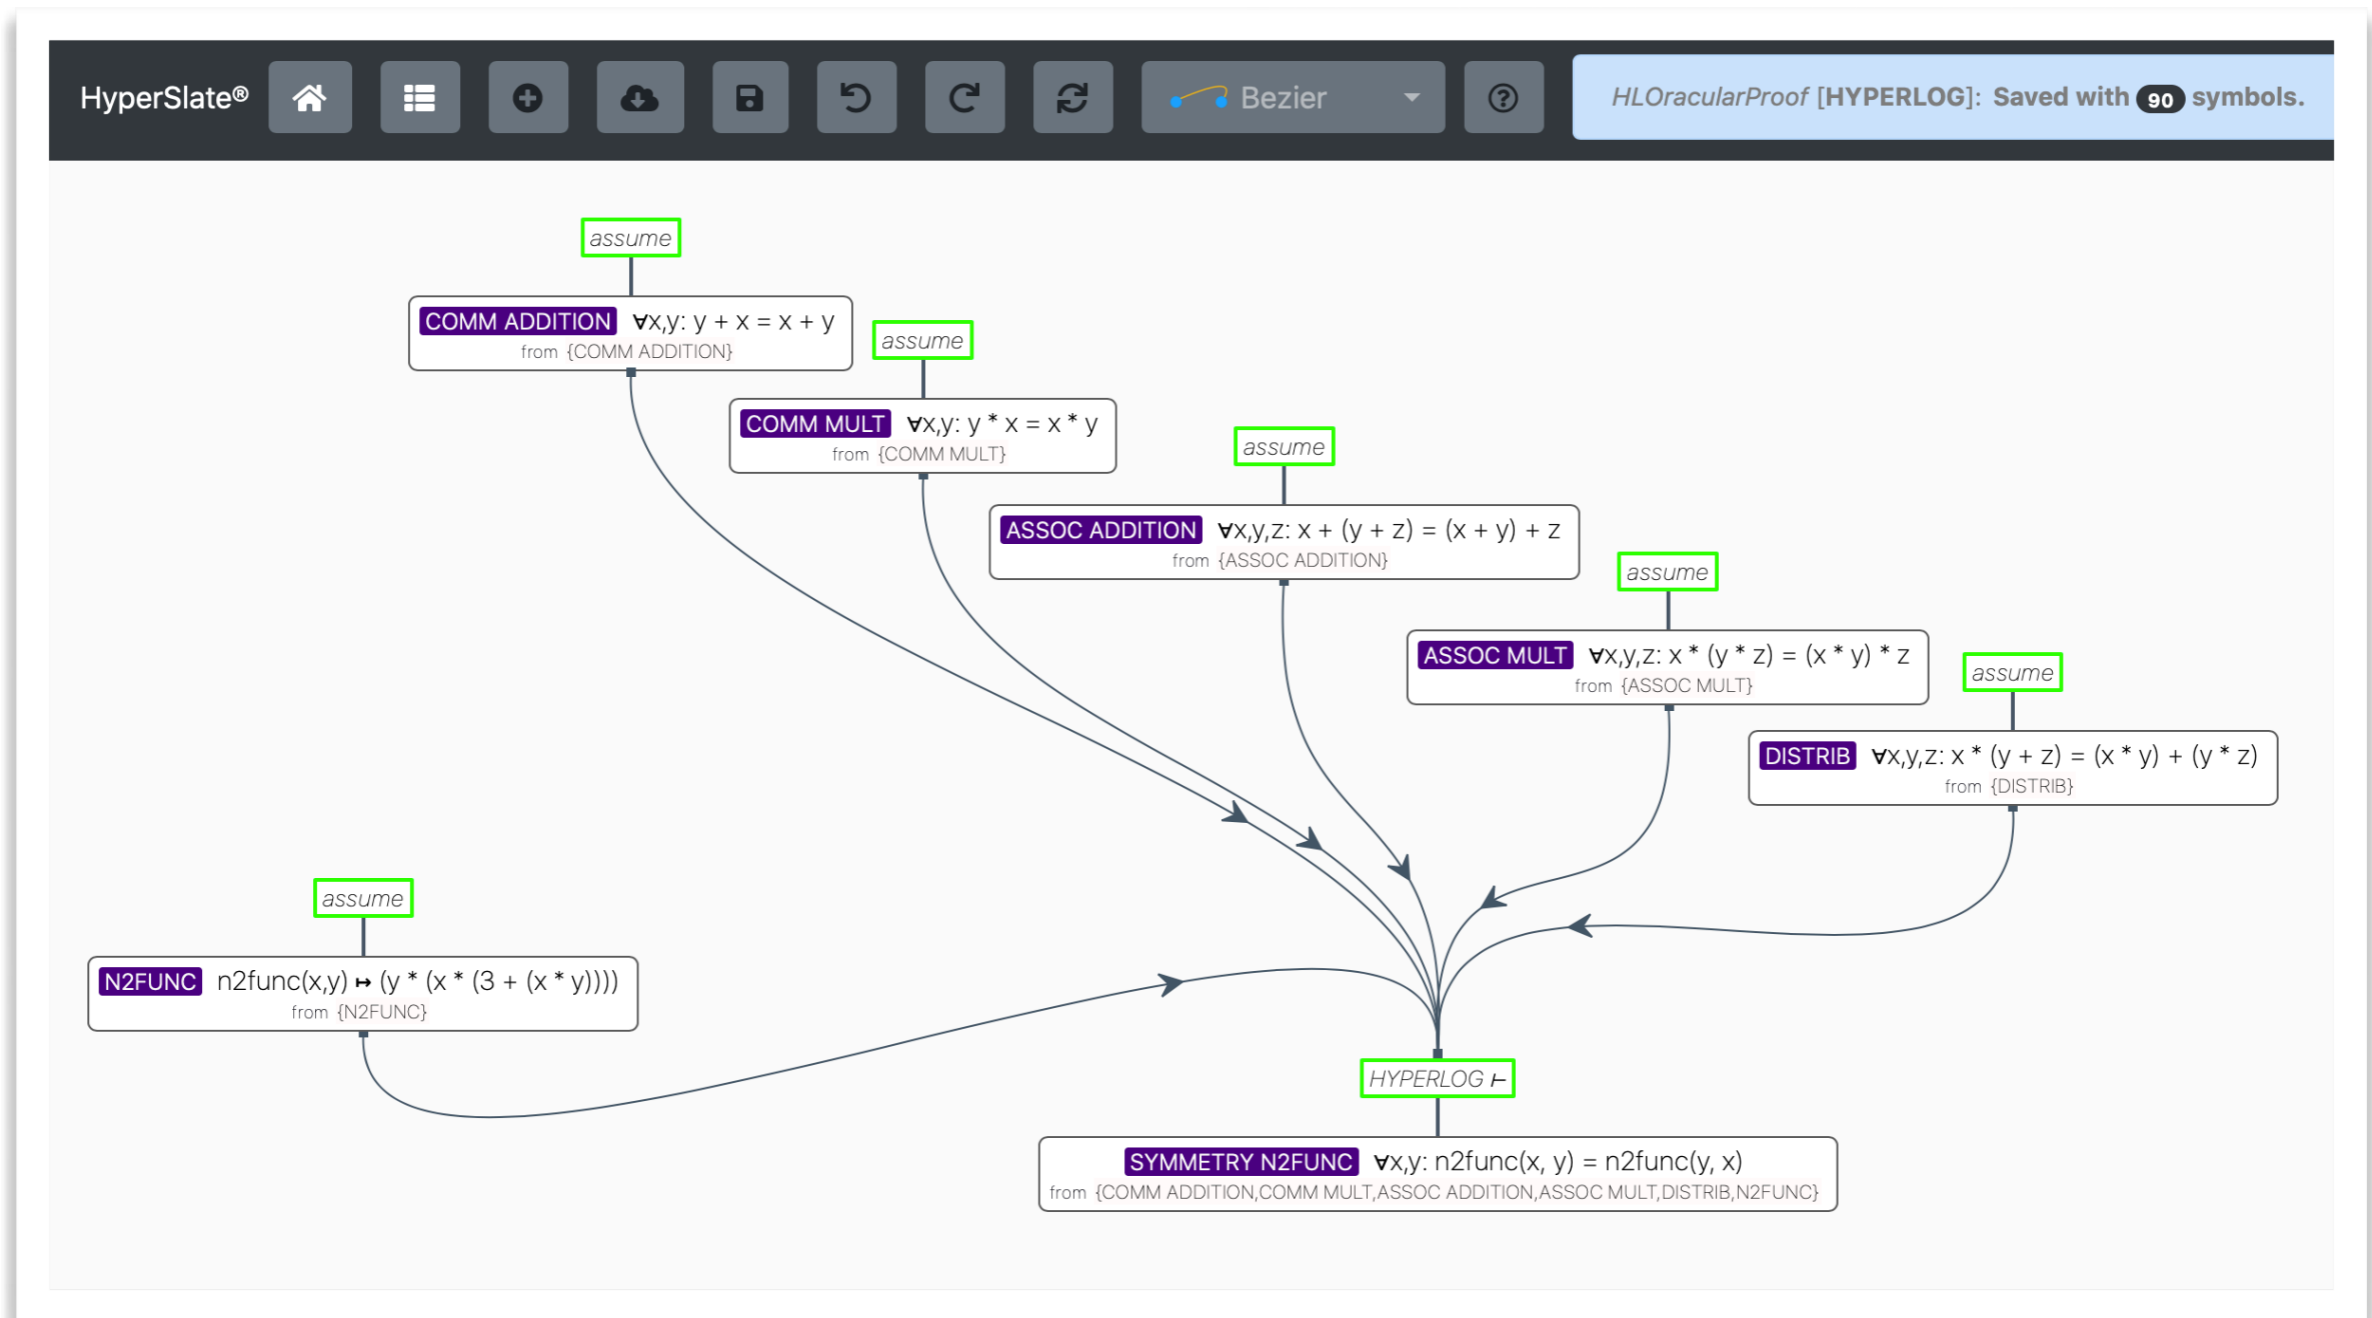 HyperSlate® Bezier HLOracularProof [HYPERLOG]: Saved with 90 symbols.
assume
COMM ADDITION ∀x,y: y + x = x + y
from {COMM ADDITION}
assume
COMM MULT ∀x,y: y * x = x * y
from {COMM MULT}
assume
ASSOC ADDITION ∀x,y,z: x + (y + z) = (x + y) + z
from {ASSOC ADDITION}
assume
ASSOC MULT ∀x,y,z: x * (y * z) = (x * y) * z
from {ASSOC MULT}
assume
DISTRIB ∀x,y,z: x * (y + z) = (x * y) + (y * z)
from {DISTRIB}
assume
N2FUNC n2func(x,y) ↦ (y * (x * (3 + (x * y))))
from {N2FUNC}
HYPERLOG ⊢
SYMMETRY N2FUNC ∀x,y: n2func(x, y) = n2func(y, x)
from {COMM ADDITION,COMM MULT,ASSOC ADDITION,ASSOC MULT,DISTRIB,N2FUNC}